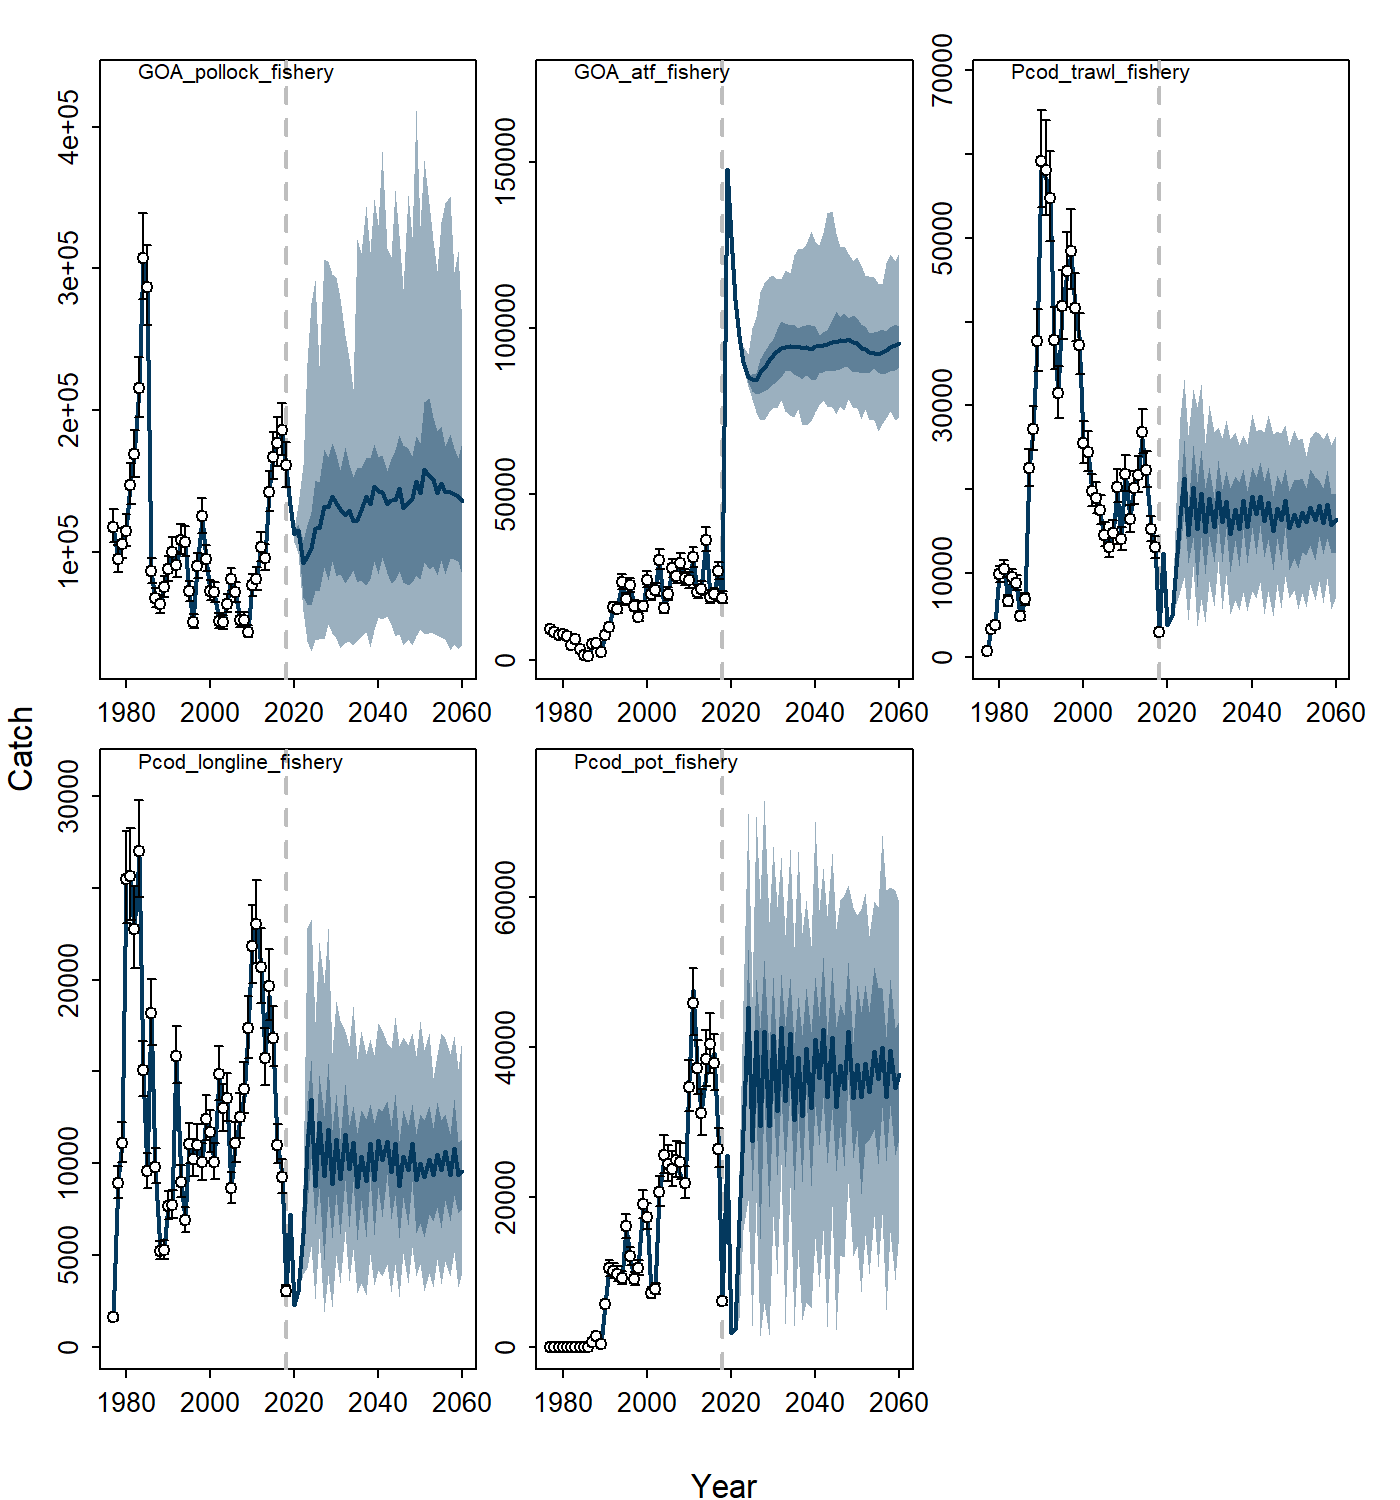 GOA_pollock_fishery
1e+05 2e+05 3e+05 4e+05
1980 2000 2020 2040 2060
GOA_atf_fishery
0 50000 100000 150000
1980 2000 2020 2040 2060
Pcod_trawl_fishery
0 10000 30000 50000 70000
1980 2000 2020 2040 2060
Catch
Pcod_longline_fishery
0 5000 10000 20000 30000
1980 2000 2020 2040 2060
Pcod_pot_fishery
0 20000 40000 60000
1980 2000 2020 2040 2060
Year